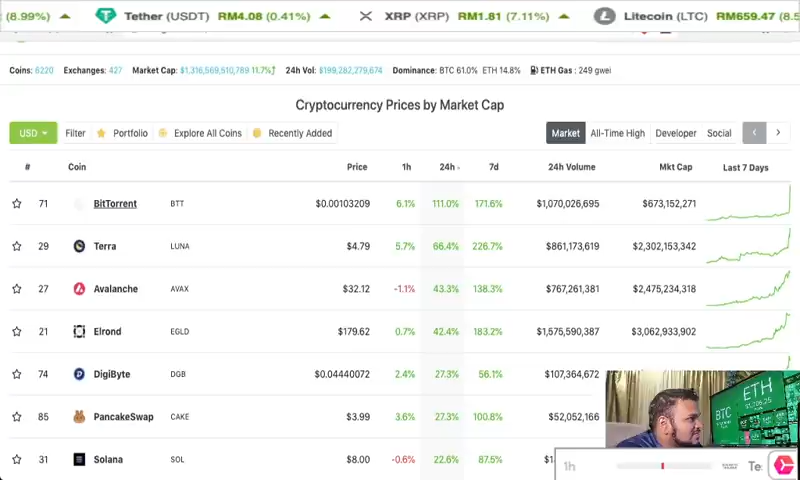 (8.99%) Tether (USDT) RM4.08 (0.41%) XRP (XRP) RM1.81 (7.11%) Litecoin (LTC) RM659.47 (8.5
Coins: 6220 Exchanges: 427 Market Cap: $1,316,569,510,789 11.7% 24h Vol: $199,282,279,674 Dominance: BTC 61.0% ETH 14.8% ETH Gas: 249 gwei
Cryptocurrency Prices by Market Cap
USD Filter Portfolio Explore All Coins Recently Added Market All-Time High Developer Social
# Coin Price 1h 24h 7d 24h Volume Mkt Cap Last 7 Days
71 BitTorrent BTT $0.00103209 6.1% 111.0% 171.6% $1,070,026,695 $673,152,271
29 Terra LUNA $4.79 5.7% 66.4% 226.7% $861,173,619 $2,302,153,342
27 Avalanche AVAX $32.12 -1.1% 43.3% 138.3% $767,261,381 $2,475,234,318
21 Elrond EGLD $179.62 0.7% 42.4% 183.2% $1,575,590,387 $3,062,933,902
74 DigiByte DGB $0.04440072 2.4% 27.3% 56.1% $107,364,672
85 PancakeSwap CAKE $3.99 3.6% 27.3% 100.8% $52,052,166
31 Solana SOL $8.00 -0.6% 22.6% 87.5%
ETH
BTC
1h Te